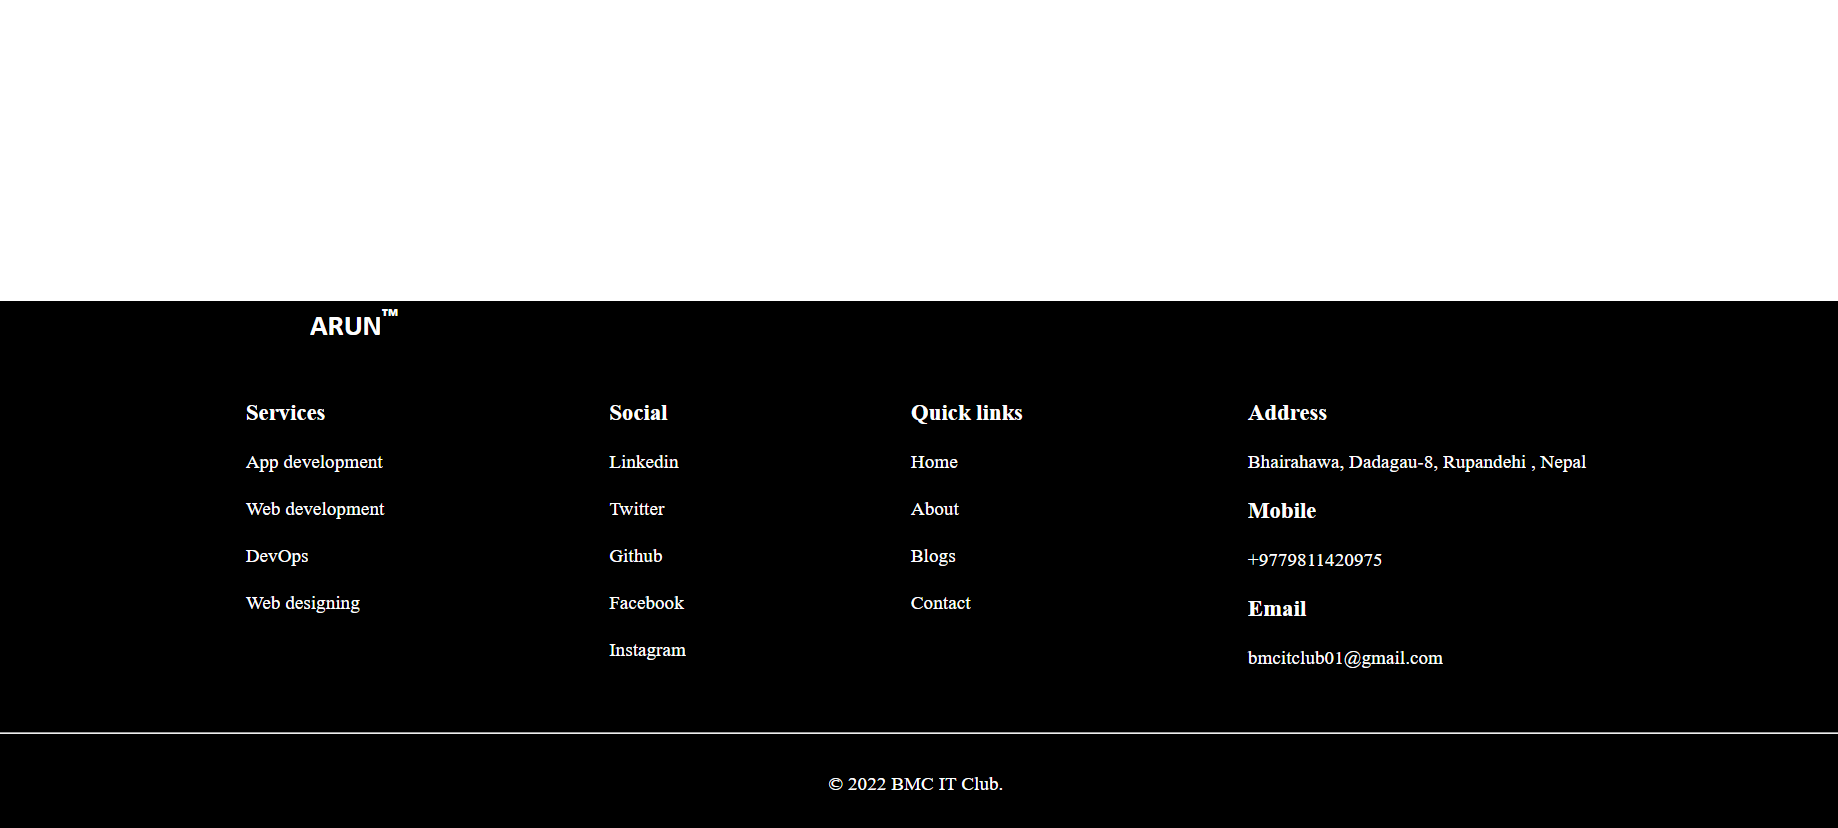 ARUN™
Services
App development
Web development
DevOps
Web designing
Social
Linkedin
Twitter
Github
Facebook
Instagram
Quick links
Home
About
Blogs
Contact
Address
Bhairahawa, Dadagau-8, Rupandehi , Nepal
Mobile
+9779811420975
Email
bmcitclub01@gmail.com
© 2022 BMC IT Club.